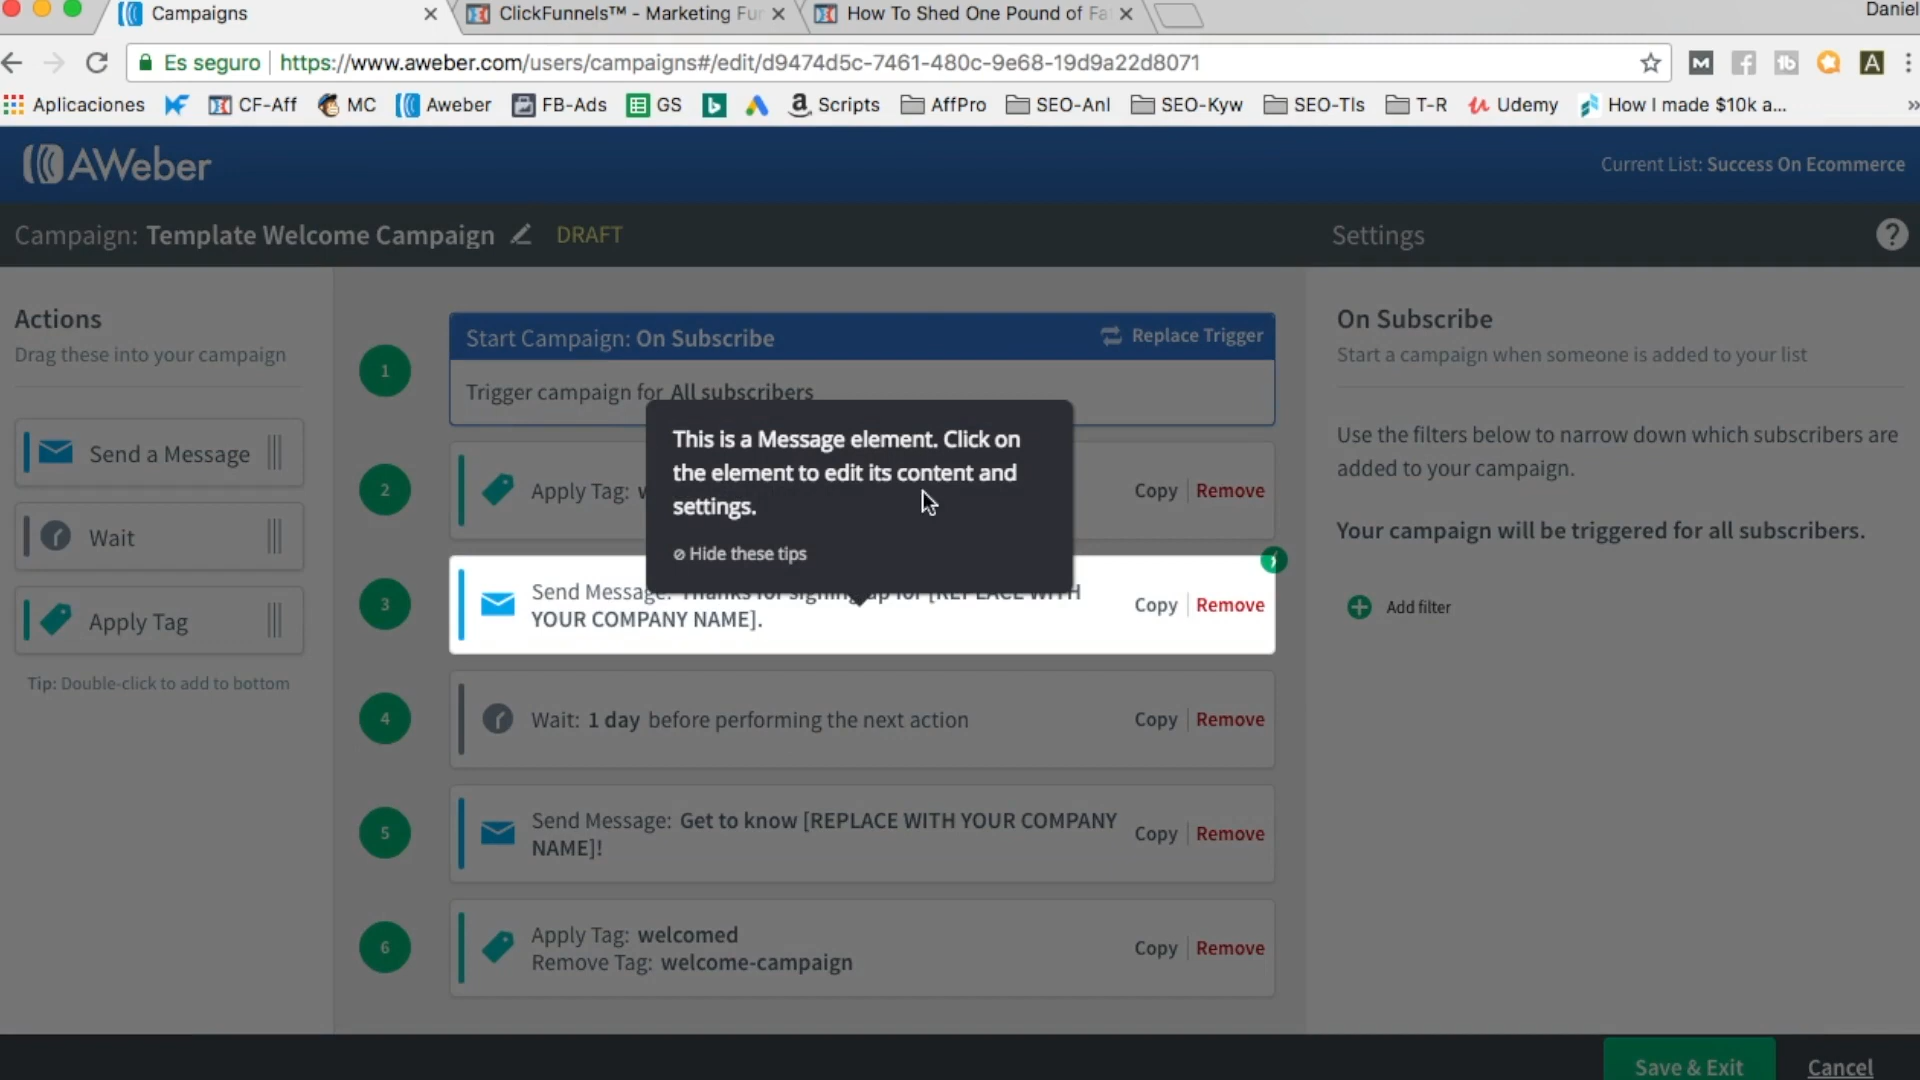 Campaigns
ClickFunnels™ - Marketing Fu
How To Shed One Pound of Fa
Daniel
Es seguro
https://www.aweber.com/users/campaigns#/edit/d9474d5c-7461-480c-9e68-19d9a22d8071
Aplicaciones
CF-Aff
MC
Aweber
FB-Ads
GS
Scripts
AffPro
SEO-Anl
SEO-Kyw
SEO-Tls
T-R
Udemy
How I made $10k a...
AWeber
Current List: Success On Ecommerce
Campaign: Template Welcome Campaign
DRAFT
Settings
Actions
Drag these into your campaign
Send a Message
Wait
Apply Tag
Tip: Double-click to add to bottom
1
Start Campaign: On Subscribe
Replace Trigger
Trigger campaign for All subscribers
This is a Message element. Click on
the element to edit its content and
settings.
Hide these tips
2
Apply Tag:
Copy
Remove
3
Send Message: Thanks for signing up for [REPLACE WITH
YOUR COMPANY NAME].
Copy
Remove
4
Wait: 1 day before performing the next action
Copy
Remove
5
Send Message: Get to know [REPLACE WITH YOUR COMPANY
NAME]!
Copy
Remove
6
Apply Tag: welcomed
Remove Tag: welcome-campaign
Copy
Remove
On Subscribe
Start a campaign when someone is added to your list
Use the filters below to narrow down which subscribers are
added to your campaign.
Your campaign will be triggered for all subscribers.
Add filter
Save & Exit
Cancel